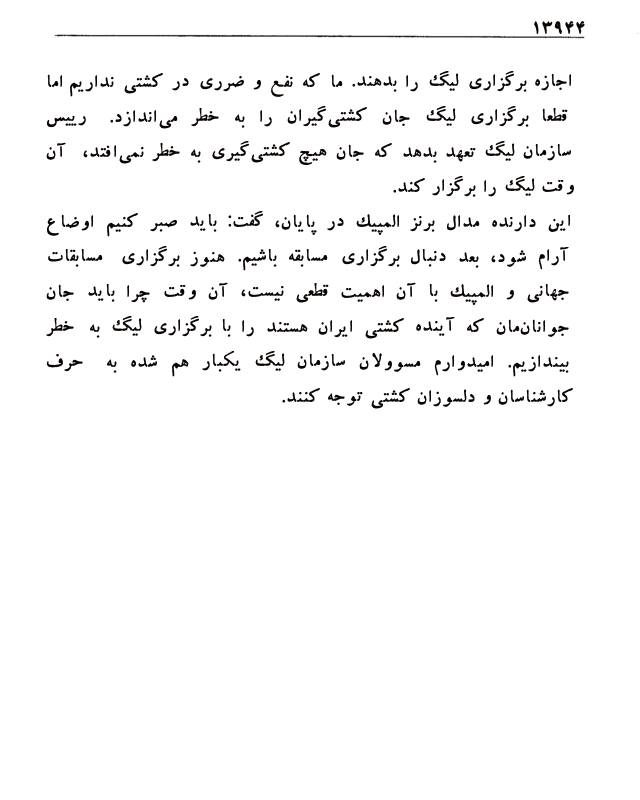 ۱۳۹۴۴
اجازه برگزاری لیگ را بدهند. ما که نفع و ضرری در کشتی نداریم اما
قطعا برگزاری لیگ جان کشتی‌گیران را به خطر می‌اندازد. رییس
سازمان لیگ تعهد بدهد که جان هیچ کشتی‌گیری به خطر نمی‌افتد، آن
وقت لیگ را برگزار کند.
این دارنده مدال برنز المپیک در پایان، گفت: باید صبر کنیم اوضاع
آرام شود، بعد دنبال برگزاری مسابقه باشیم. هنوز برگزاری مسابقات
جهانی و المپیک با آن اهمیت قطعی نیست، آن وقت چرا باید جان
جوانان‌مان که آینده کشتی ایران هستند را با برگزاری لیگ به خطر
بیندازیم. امیدوارم مسوولان سازمان لیگ یکبار هم شده به حرف
کارشناسان و دلسوزان کشتی توجه کنند.